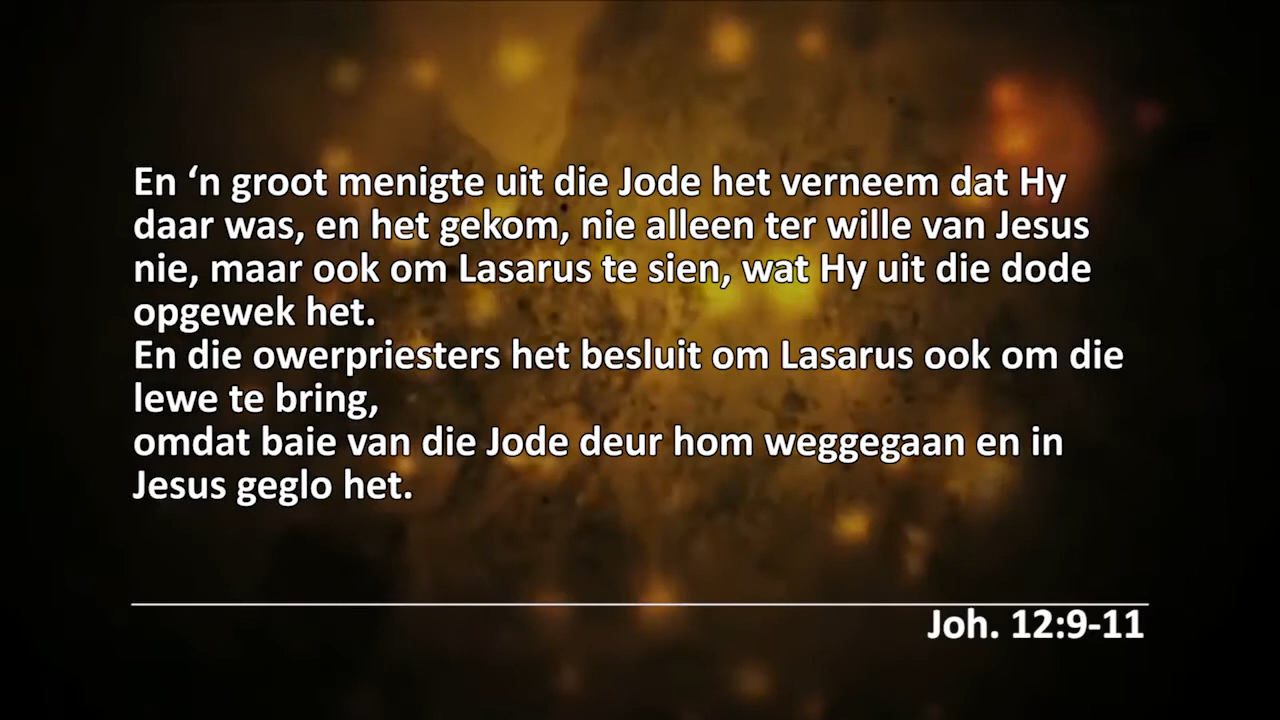 En ‘n groot menigte uit die Jode het verneem dat Hy
daar was, en het gekom, nie alleen ter wille van Jesus
nie, maar ook om Lasarus te sien, wat Hy uit die dode
opgewek het.
En die owerpriesters het besluit om Lasarus ook om die
lewe te bring,
omdat baie van die Jode deur hom weggegaan en in
Jesus geglo het.
Joh. 12:9-11